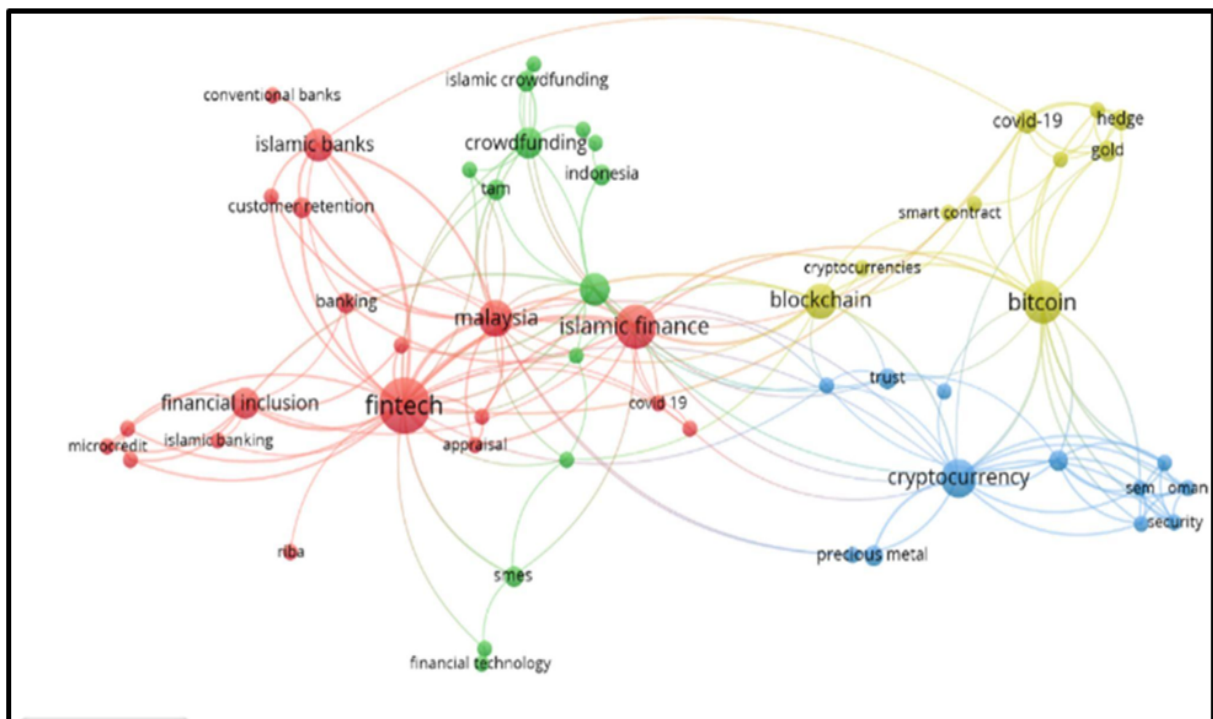 islamic crowdfunding
conventional banks
covid-19
hedge
islamic banks
crowdfunding
gold
indonesia
tam
customer retention
smart contract
cryptocurrencies
banking
blockchain
bitcoin
malaysia
islamic finance
trust
financial inclusion
fintech
covid 19
microcredit
islamic banking
appraisal
cryptocurrency
sem
oman
security
riba
precious metal
smes
financial technology